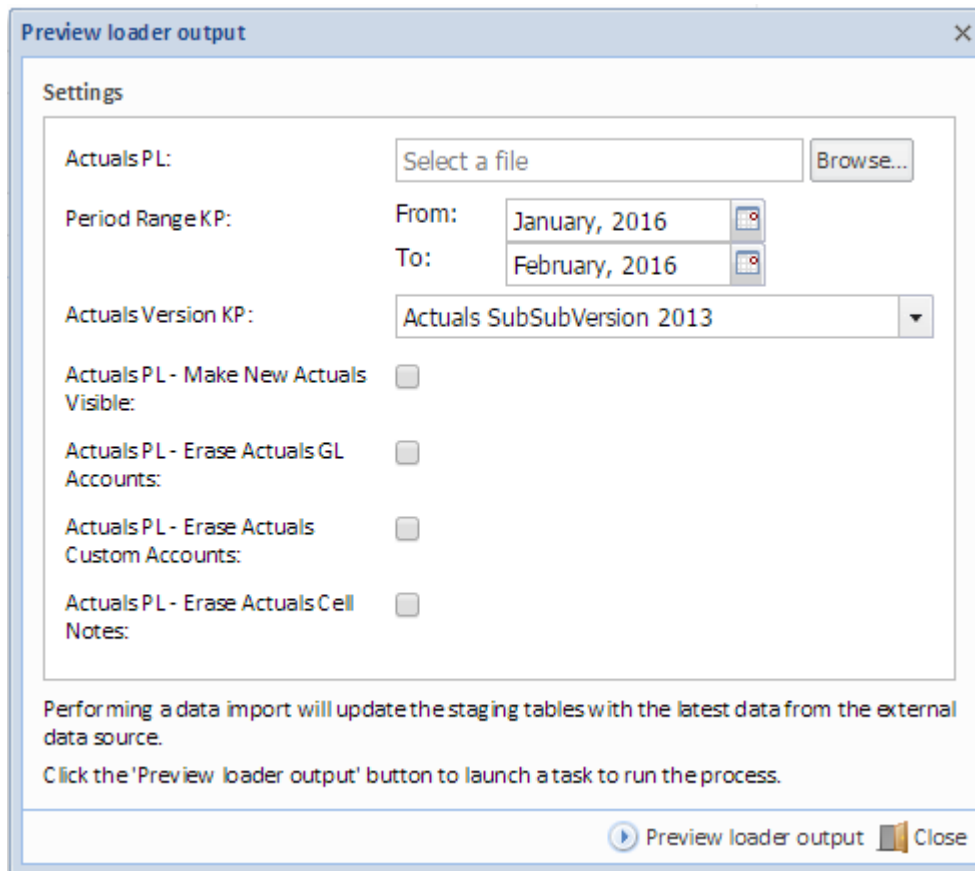 Preview loader output
Settings
Actuals PL: Select a file Browse...
Period Range KP: From: January, 2016
To: February, 2016
Actuals Version KP: Actuals SubSubVersion 2013
Actuals PL - Make New Actuals
Visible:
Actuals PL - Erase Actuals GL
Accounts:
Actuals PL - Erase Actuals
Custom Accounts:
Actuals PL - Erase Actuals Cell
Notes:
Performing a data import will update the staging tables with the latest data from the external
data source.
Click the 'Preview loader output' button to launch a task to run the process.
Preview loader output Close